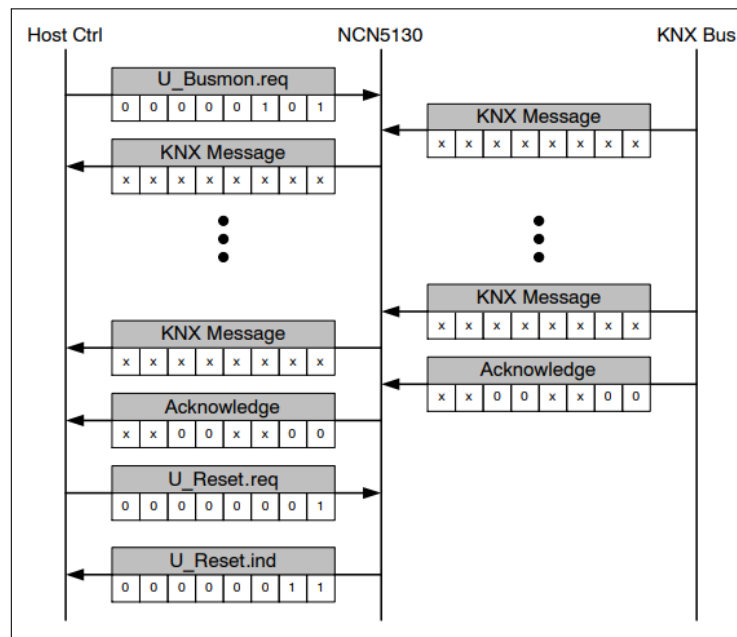 Host Ctrl NCN5130 KNX Bus
U_Busmon.req
0 0 0 0 0 1 0 1
KNX Message
x x x x x x x x
KNX Message
x x x x x x x x
KNX Message
x x x x x x x x
KNX Message
x x x x x x x x
Acknowledge
x x 0 0 x x 0 0
Acknowledge
x x 0 0 x x 0 0
U_Reset.req
0 0 0 0 0 0 0 1
U_Reset.ind
0 0 0 0 0 0 1 1